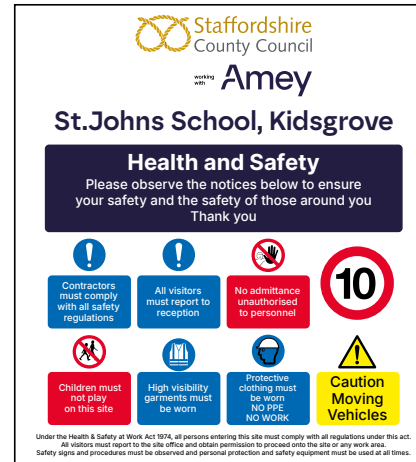 Staffordshire
County Council
working
with
Amey
St.Johns School, Kidsgrove
Health and Safety
Please observe the notices below to ensure
your safety and the safety of those around you
Thank you
Contractors
must comply
with all safety
regulations
All visitors
must report to
reception
No admittance
unauthorised
to personnel
10
Children must
not play
on this site
High visibility
garments must
be worn
Protective
clothing must
be worn
NO PPE
NO WORK
Caution
Moving
Vehicles
Under the Health & Safety at Work Act 1974, all persons entering this site must comply with all regulations under this act.
All visitors must report to the site office and obtain permission to proceed onto the site or any work area.
Safety signs and procedures must be observed and personal protection and safety equipment must be used at all times.